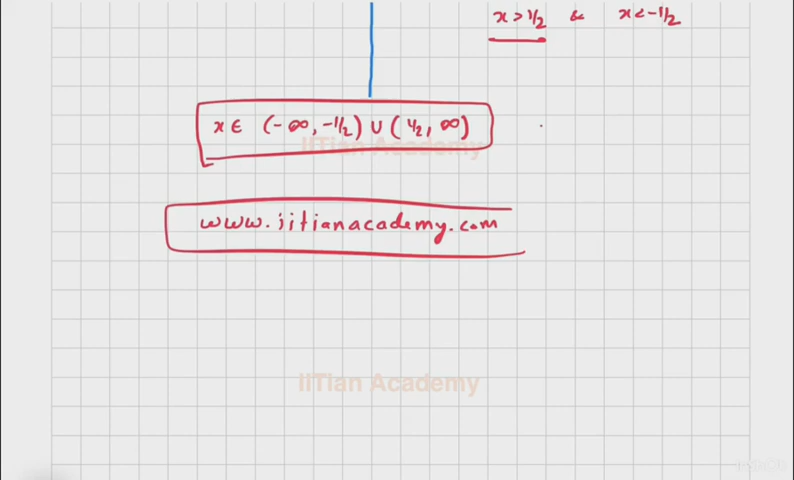 x > 1/2 & x < -1/2
x ∈ (-∞, -1/2) ∪ (1/2, ∞)
IITian Academy
www.iitianacademy.com
IITian Academy